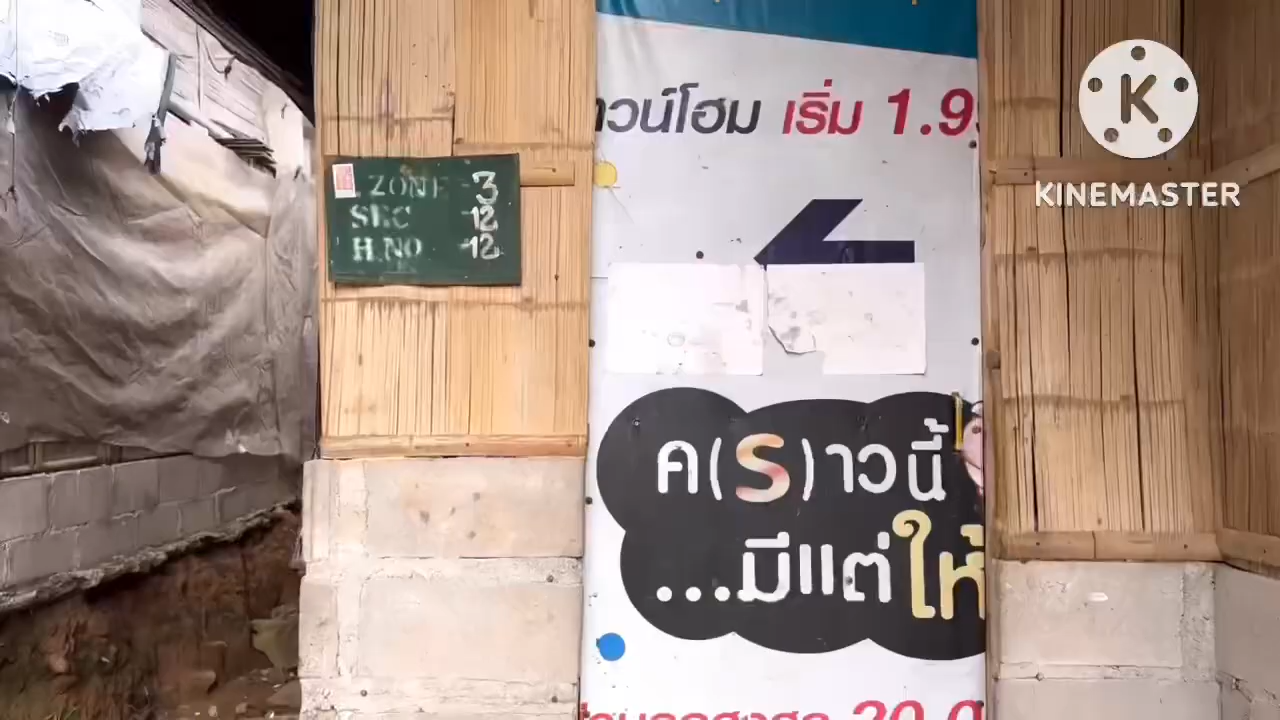 าวน์โฮม เริ่ม 1.9
ZONE 3
SEC 12
H.NO 12
ค(ร)าวนี้
...มีแต่ให้
K
KINEMASTER